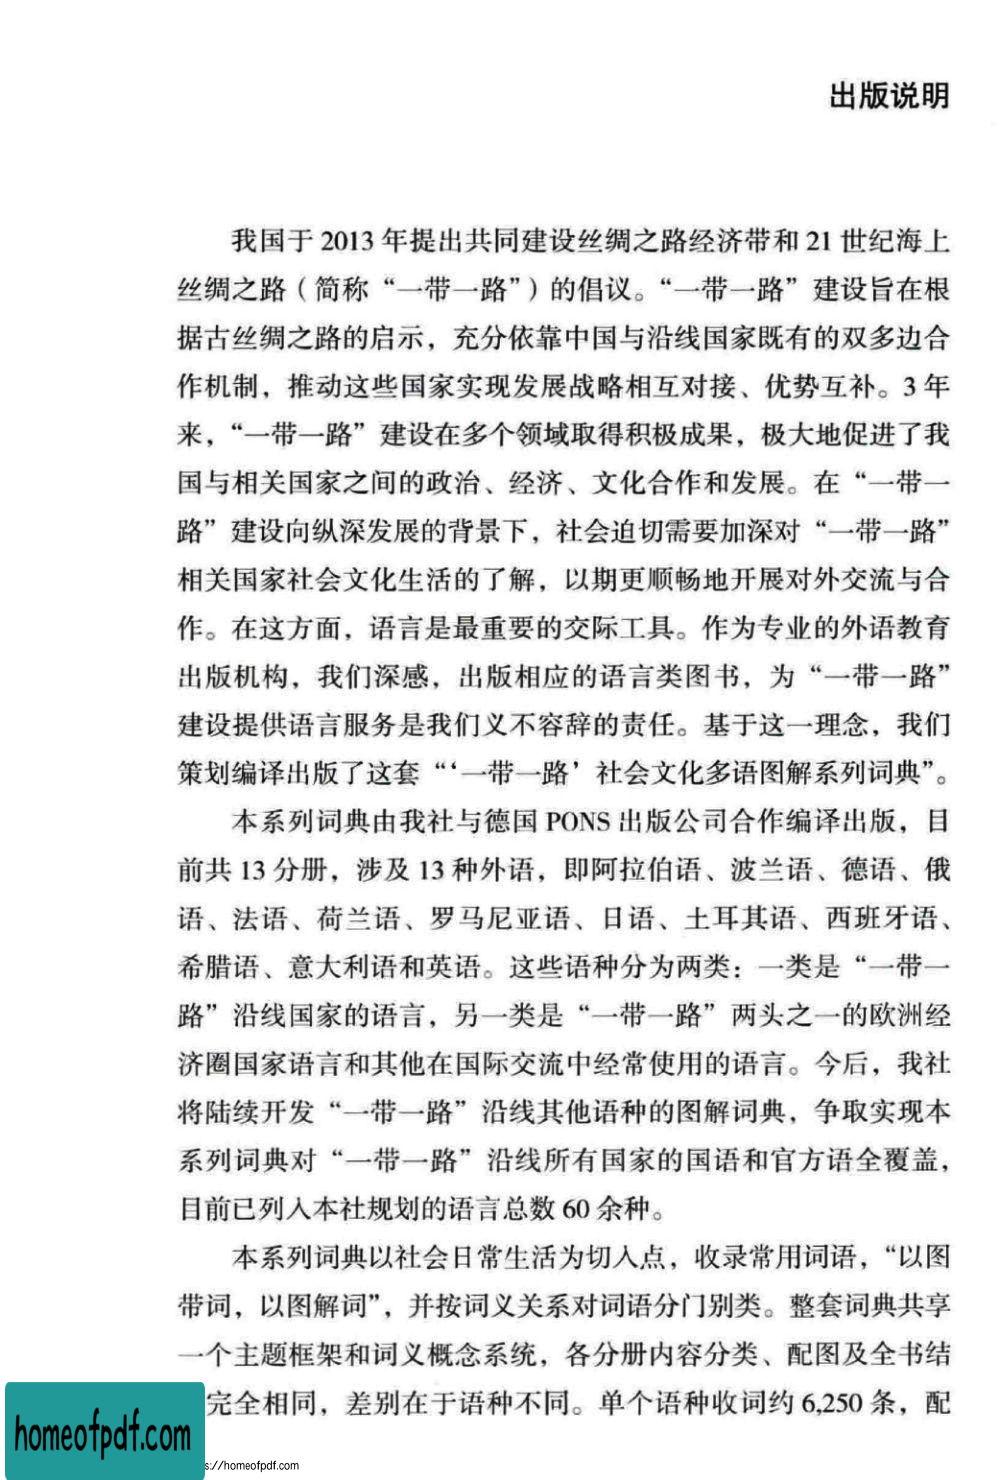 出版说明
我国于 2013 年提出共同建设丝绸之路经济带和 21 世纪海上
丝绸之路（简称“一带一路”）的倡议。“一带一路”建设旨在根
据古丝绸之路的启示，充分依靠中国与沿线国家既有的双多边合
作机制，推动这些国家实现发展战略相互对接、优势互补。3 年
来，“一带一路”建设在多个领域取得积极成果，极大地促进了我
国与相关国家之间的政治、经济、文化合作和发展。在“一带一
路”建设向纵深发展的背景下，社会迫切需要加深对“一带一路”
相关国家社会文化生活的了解，以期更顺畅地开展对外交流与合
作。在这方面，语言是最重要的交际工具。作为专业的外语教育
出版机构，我们深感，出版相应的语言类图书，为“一带一路”
建设提供语言服务是我们义不容辞的责任。基于这一理念，我们
策划编译出版了这套“‘一带一路’社会文化多语图解系列词典”。
本系列词典由我社与德国 PONS 出版公司合作编译出版，目
前共 13 分册，涉及 13 种外语，即阿拉伯语、波兰语、德语、俄
语、法语、荷兰语、罗马尼亚语、日语、土耳其语、西班牙语、
希腊语、意大利语和英语。这些语种分为两类：一类是“一带一
路”沿线国家的语言，另一类是“一带一路”两头之一的欧洲经
济圈国家语言和其他在国际交流中经常使用的语言。今后，我社
将陆续开发“一带一路”沿线其他语种的图解词典，争取实现本
系列词典对“一带一路”沿线所有国家的国语和官方语全覆盖，
目前已列入本社规划的语言总数 60 余种。
本系列词典以社会日常生活为切入点，收录常用词语，“以图
带词，以图解词”，并按词义关系对词语分门别类。整套词典共享
一个主题框架和词义概念系统，各分册内容分类、配图及全书结
完全相同，差别在于语种不同。单个语种收词约 6,250 条，配
homeofpdf.com
s://homeofpdf.com